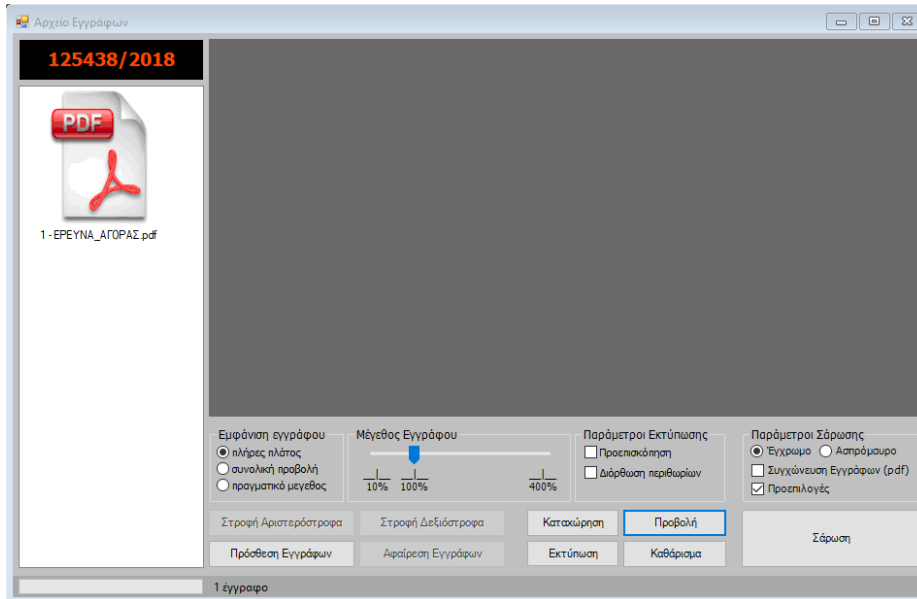 Αρχείο Εγγράφων
125438/2018
PDF
1 - ΕΡΕΥΝΑ_ΑΓΟΡΑΣ.pdf
Εμφάνιση εγγράφου
πλήρες πλάτος
συνολική προβολή
πραγματικό μεγεθος
Μέγεθος Εγγράφου
10% 100% 400%
Παράμετροι Εκτύπωσης
Προεπισκόπηση
Διόρθωση περιθωρίων
Παράμετροι Σάρωσης
Έγχρωμο Ασπρόμαυρο
Συγχώνευση Εγγράφων (pdf)
Προεπιλογές
Στροφή Αριστερόστροφα Στροφή Δεξιόστροφα Καταχώρηση Προβολή
Σάρωση
Πρόσθεση Εγγράφων Αφαίρεση Εγγράφων Εκτύπωση Καθάρισμα
1 έγγραφο